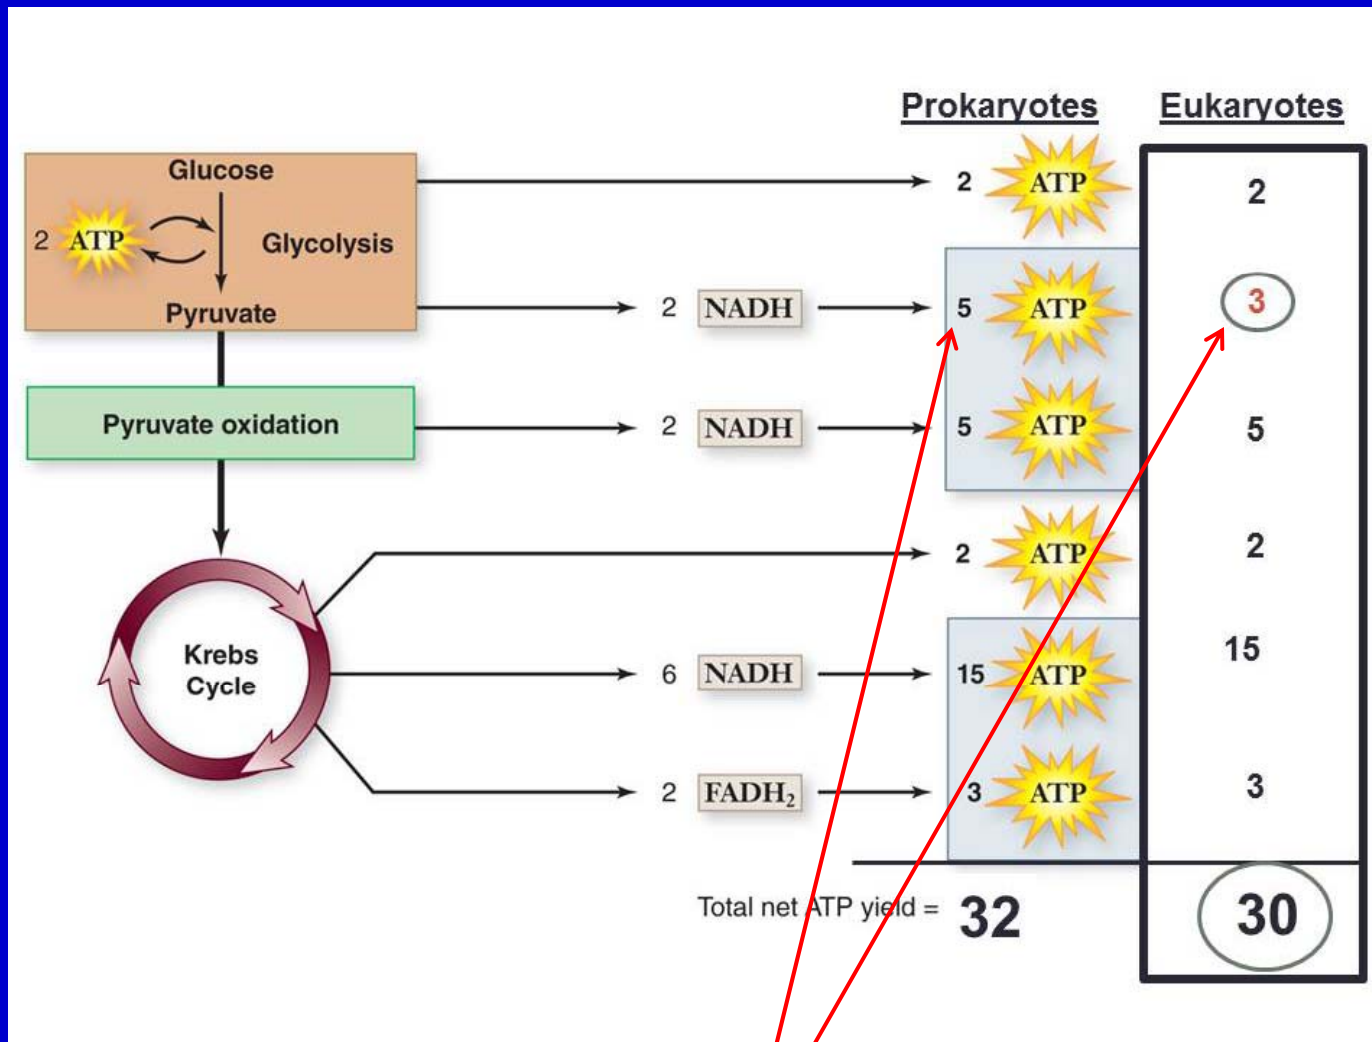 Prokaryotes Eukaryotes
Glucose
2 ATP
Glycolysis
Pyruvate
2 ATP 2
2 NADH 5 ATP 3
Pyruvate oxidation 2 NADH 5 ATP 5
2 ATP 2
Krebs
Cycle
6 NADH 15 ATP 15
2 FADH₂ 3 ATP 3
Total net ATP yield = 32 30